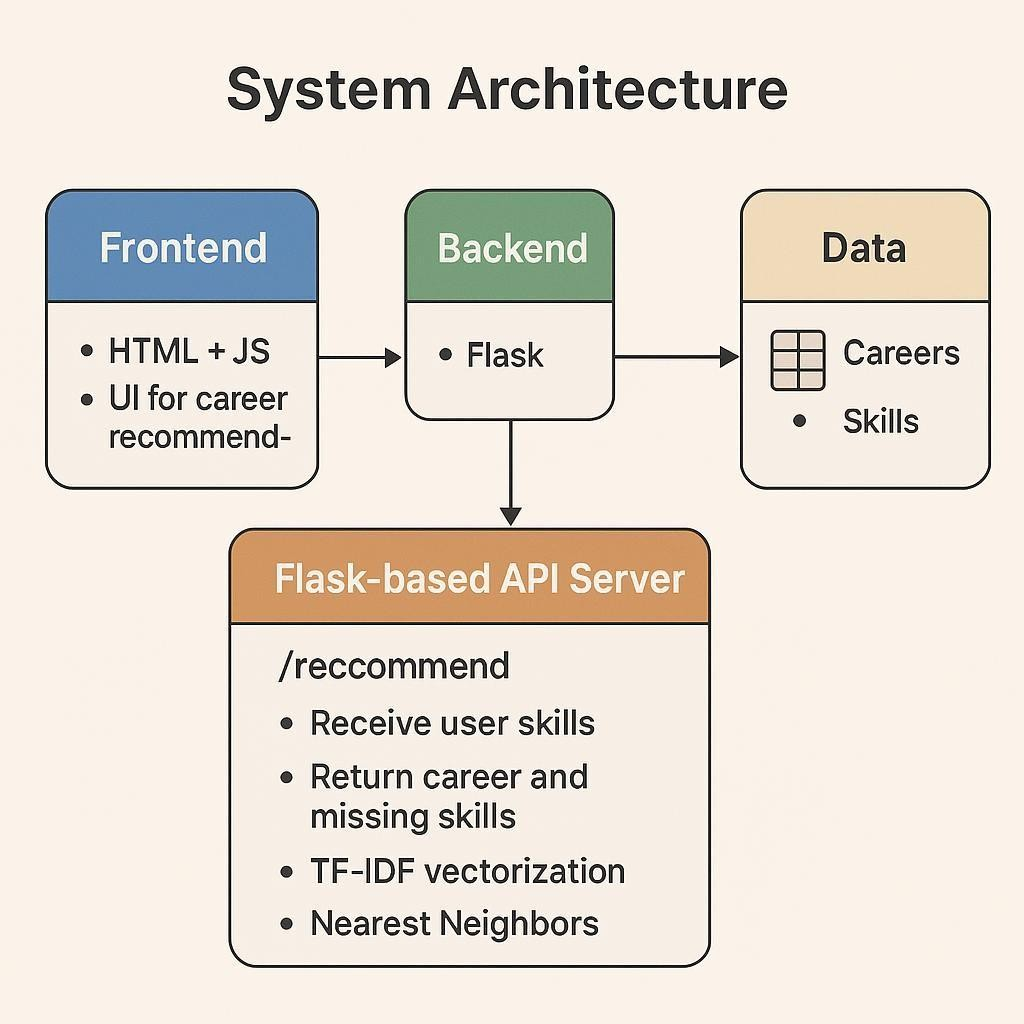 System Architecture
Frontend
• HTML + JS
• UI for career
recommend-
Backend
• Flask
Data
Careers
• Skills
Flask-based API Server
/reccommend
• Receive user skills
• Return career and
missing skills
• TF-IDF vectorization
• Nearest Neighbors